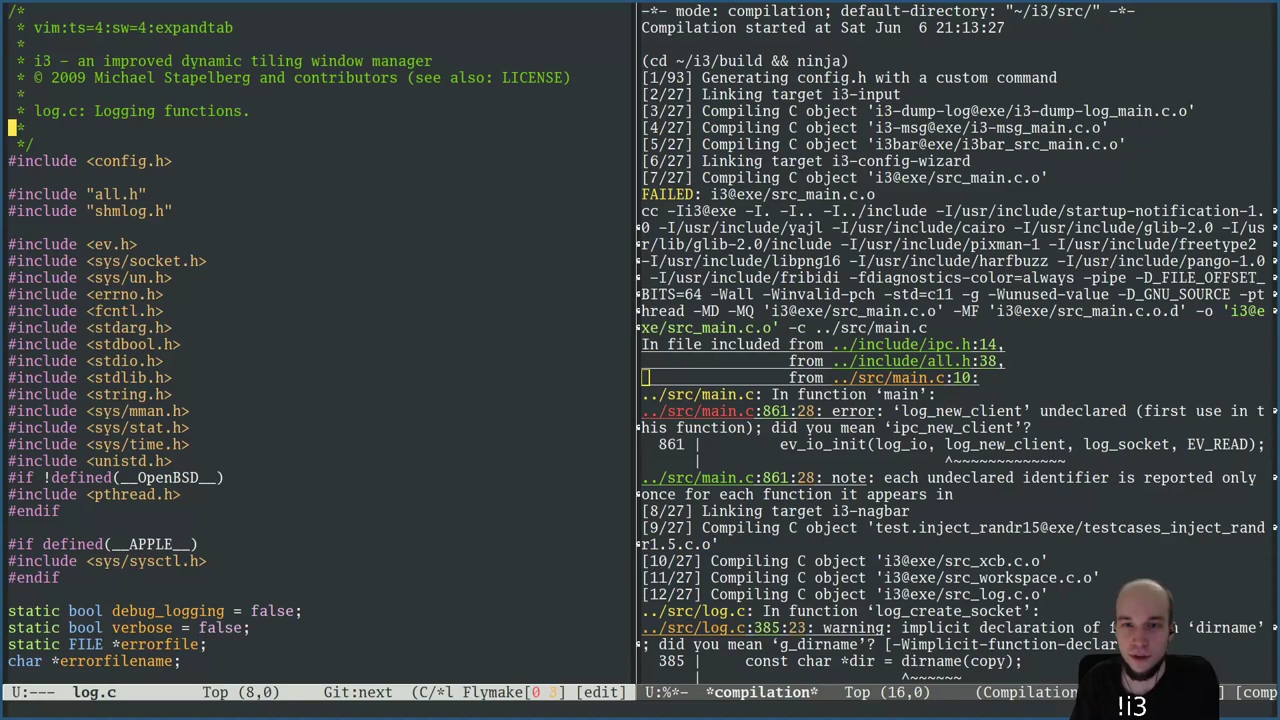 /*
 * vim:ts=4:sw=4:expandtab
 *
 * i3 - an improved dynamic tiling window manager
 * © 2009 Michael Stapelberg and contributors (see also: LICENSE)
 *
 * log.c: Logging functions.
 *
 */
#include <config.h>
#include "all.h"
#include "shmlog.h"
#include <ev.h>
#include <sys/socket.h>
#include <sys/un.h>
#include <errno.h>
#include <fcntl.h>
#include <stdarg.h>
#include <stdbool.h>
#include <stdio.h>
#include <stdlib.h>
#include <string.h>
#include <sys/mman.h>
#include <sys/stat.h>
#include <sys/time.h>
#include <unistd.h>
#if !defined(__OpenBSD__)
#include <pthread.h>
#endif
#if defined(__APPLE__)
#include <sys/sysctl.h>
#endif
static bool debug_logging = false;
static bool verbose = false;
static FILE *errorfile;
char *errorfilename;
U:--- log.c Top (8,0) Git:next (C/*l Flymake[0 3] [edit]
-*- mode: compilation; default-directory: "~/i3/src/" -*-
Compilation started at Sat Jun  6 21:13:27
(cd ~/i3/build && ninja)
[1/93] Generating config.h with a custom command
[2/27] Linking target i3-input
[3/27] Compiling C object 'i3-dump-log@exe/i3-dump-log_main.c.o'
[4/27] Compiling C object 'i3-msg@exe/i3-msg_main.c.o'
[5/27] Compiling C object 'i3bar@exe/i3bar_src_main.c.o'
[6/27] Linking target i3-config-wizard
[7/27] Compiling C object 'i3@exe/src_main.c.o'
FAILED: i3@exe/src_main.c.o
cc -Ii3@exe -I. -I.. -I../include -I/usr/include/startup-notification-1.
0 -I/usr/include/yajl -I/usr/include/cairo -I/usr/include/glib-2.0 -I/us
r/lib/glib-2.0/include -I/usr/include/pixman-1 -I/usr/include/freetype2
-I/usr/include/libpng16 -I/usr/include/harfbuzz -I/usr/include/pango-1.0
 -I/usr/include/fribidi -fdiagnostics-color=always -pipe -D_FILE_OFFSET_
BITS=64 -Wall -Winvalid-pch -std=c11 -g -Wunused-value -D_GNU_SOURCE -pt
hread -MD -MQ 'i3@exe/src_main.c.o' -MF 'i3@exe/src_main.c.o.d' -o 'i3@e
xe/src_main.c.o' -c ../src/main.c
In file included from ../include/ipc.h:14,
from ../include/all.h:38,
from ../src/main.c:10:
../src/main.c: In function ‘main’:
../src/main.c:861:28: error: ‘log_new_client’ undeclared (first use in t
his function); did you mean ‘ipc_new_client’?
861 | ev_io_init(log_io, log_new_client, log_socket, EV_READ);
| ^~~~~~~~~~~~~~
../src/main.c:861:28: note: each undeclared identifier is reported only
once for each function it appears in
[8/27] Linking target i3-nagbar
[9/27] Compiling C object 'test.inject_randr15@exe/testcases_inject_rand
r1.5.c.o'
[10/27] Compiling C object 'i3@exe/src_xcb.c.o'
[11/27] Compiling C object 'i3@exe/src_workspace.c.o'
[12/27] Compiling C object 'i3@exe/src_log.c.o'
../src/log.c: In function ‘log_create_socket’:
../src/log.c:385:23: warning: implicit declaration of ‘dirname’
; did you mean ‘g_dirname’? [-Wimplicit-function-declar
385 | const char *dir = dirname(copy);
| ^~~~~~~
U:%*- *compilation* Top (16,0) (Compilation [comp
!i3